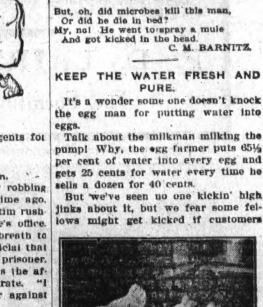 But, oh, did microbes kill this man,
Or did he die in bed?
My, no! He went to spray a mule
And got kicked in the head.
C. M. BARNITZ.
KEEP THE WATER FRESH AND
PURE.
It's a wonder some one doesn't knock
the egg man for putting water into
eggs.
Talk about the milkman milking the
pump! Why, the egg farmer puts 65½
per cent of water into every egg and
gets 25 cents for water every time he
sells a dozen for 40 cents.
But we've seen no one kickin' high
jinks about it, but we fear some fel-
lows might get kicked if customers
gents for
n.
robbing
ime ago.
tim rush-
e's office.
breath to
icial that
prisoner.
s the af-
rate. "I
against